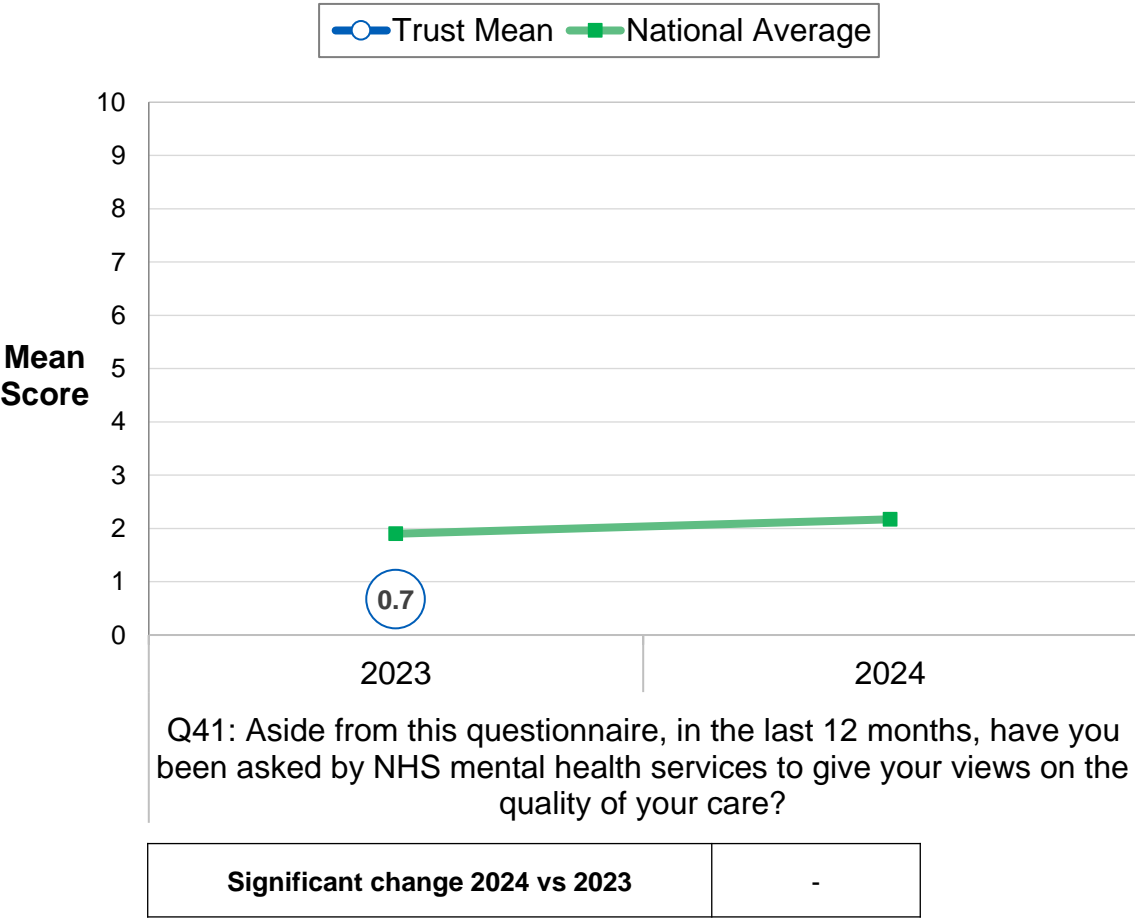 Trust Mean National Average
10
9
8
7
6
5
4
3
2
1
0
Mean
Score
0.7
2023 2024
Q41: Aside from this questionnaire, in the last 12 months, have you
been asked by NHS mental health services to give your views on the
quality of your care?
Significant change 2024 vs 2023 -